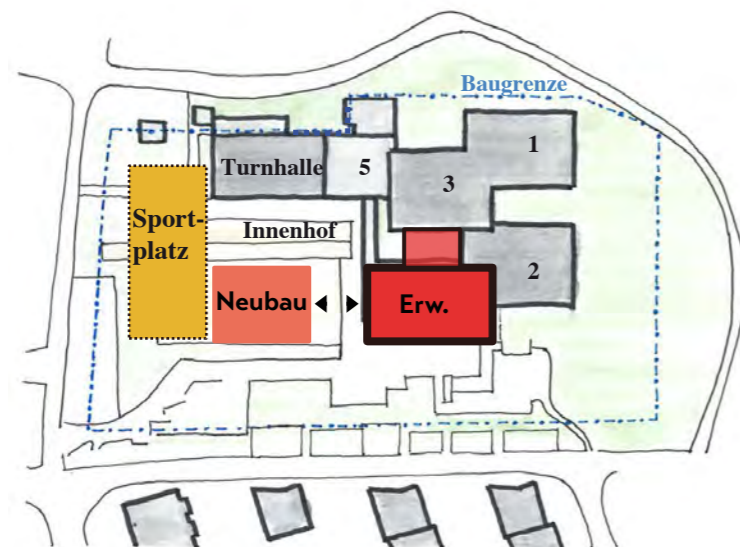 Baugrenze
1
Turnhalle
5
3
Sport-
platz
Innenhof
2
Neubau
Erw.